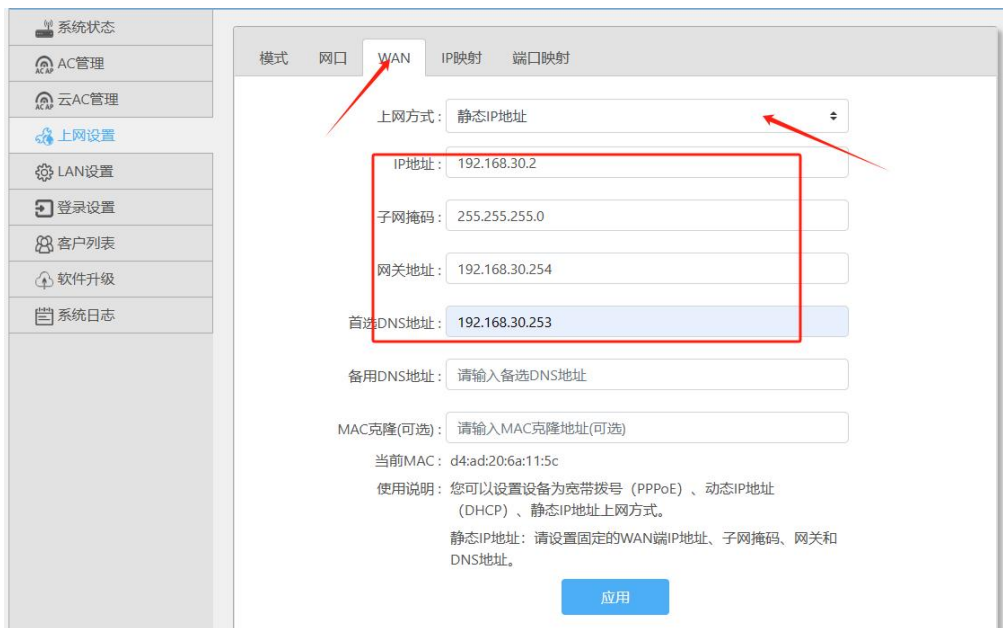 系统状态
AC管理
云AC管理
上网设置
LAN设置
登录设置
客户列表
软件升级
系统日志
模式 网口 WAN IP映射 端口映射
上网方式: 静态IP地址
IP地址: 192.168.30.2
子网掩码: 255.255.255.0
网关地址: 192.168.30.254
首选DNS地址: 192.168.30.253
备用DNS地址: 请输入备选DNS地址
MAC克隆(可选): 请输入MAC克隆地址(可选)
当前MAC: d4:ad:20:6a:11:5c
使用说明: 您可以设置设备为宽带拨号（PPPoE）、动态IP地址
（DHCP）、静态IP地址上网方式。
静态IP地址：请设置固定的WAN端IP地址、子网掩码、网关和
DNS地址。
应用